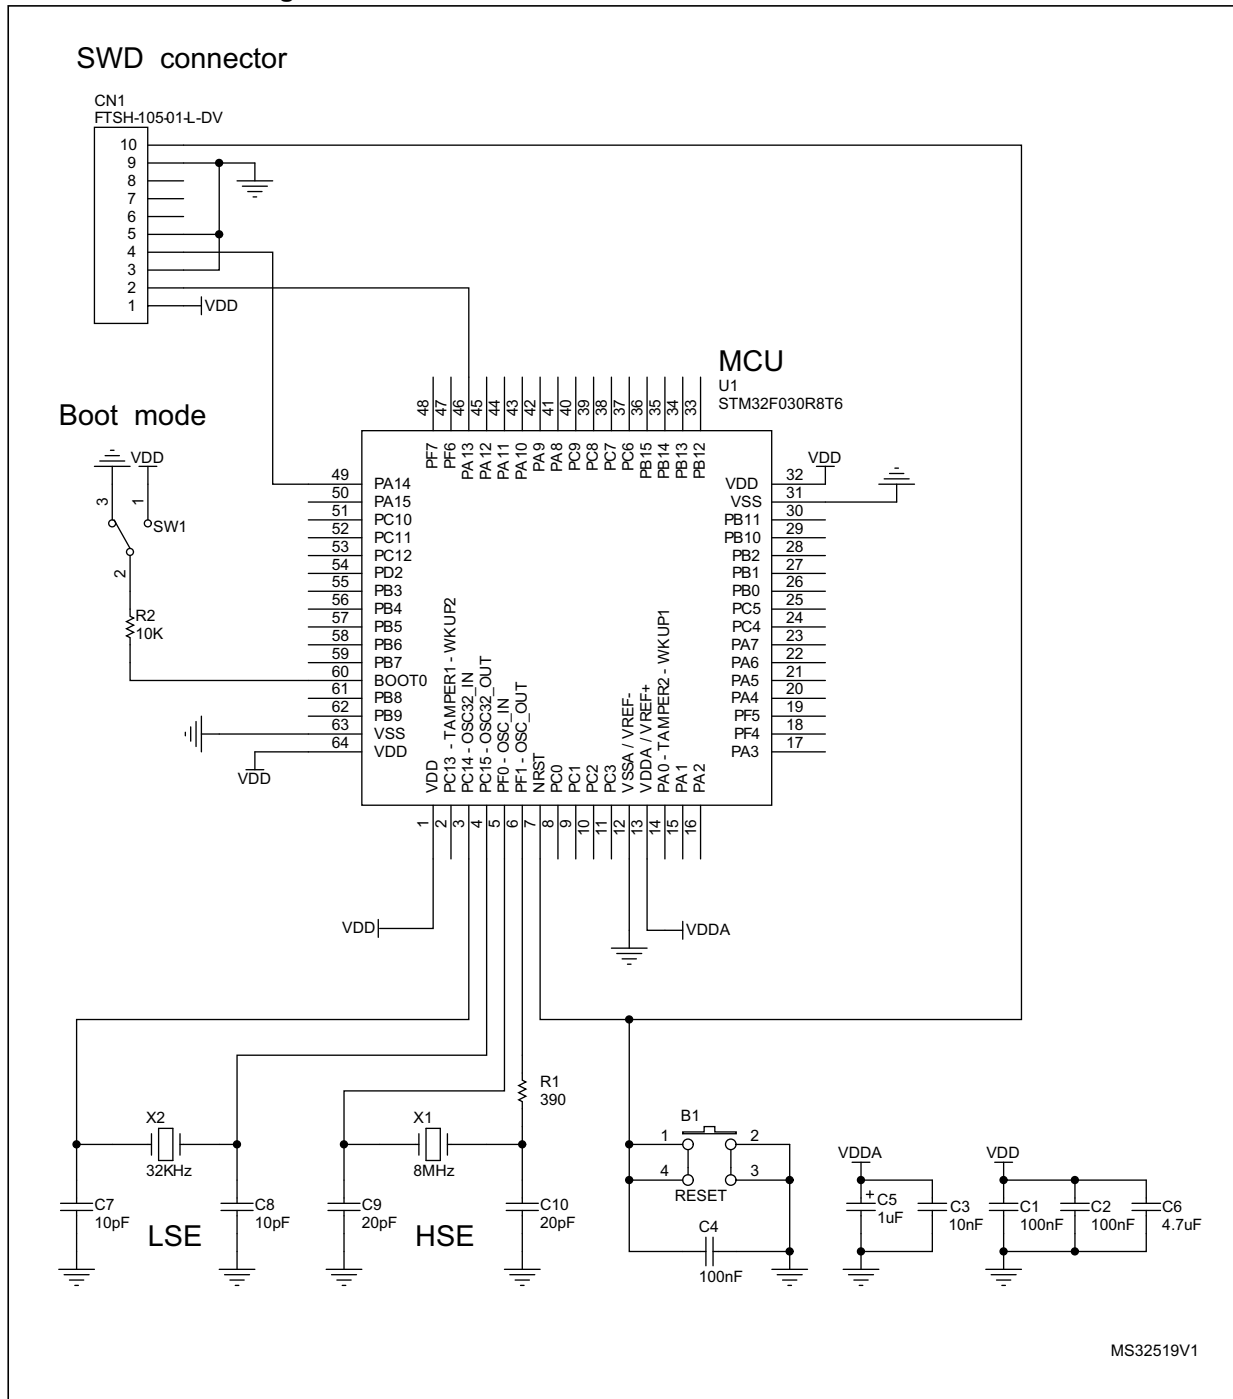 SWD connector
CN1
FTSH-105-01-L-DV
10
9
8
7
6
5
4
3
2
1
VDD
MCU
U1
STM32F030R8T6
Boot mode
VDD
3
1
SW1
2
R2
10K
48
47
46
45
44
43
42
41
40
39
38
37
36
35
34
33
PF7
PF6
PA13
PA12
PA11
PA10
PA9
PA8
PC9
PC8
PC7
PC6
PB15
PB14
PB13
PB12
49 PA14
50 PA15
51 PC10
52 PC11
53 PC12
54 PD2
55 PB3
56 PB4
57 PB5
58 PB6
59 PB7
60 BOOT0
61 PB8
62 PB9
63 VSS
64 VDD
VDD
VDD 32
VDD
VSS 31
PB11 30
PB10 29
PB2 28
PB1 27
PB0 26
PC5 25
PC4 24
PA7 23
PA6 22
PA5 21
PA4 20
PF5 19
PF4 18
PA3 17
VDD
PC13 - TAMPER1 - WKUP2
PC14 - OSC32_IN
PC15 - OSC32_OUT
PF0 - OSC_IN
PF1 - OSC_OUT
NRST
PC0
PC1
PC2
PC3
VSSA / VREF-
VDDA / VREF+
PA0 - TAMPER2 - WKUP1
PA1
PA2
1
2
3
4
5
6
7
8
9
10
11
12
13
14
15
16
VDD
VDDA
X2
32KHz
C7
10pF
C8
10pF
LSE
X1
8MHz
R1
390
C9
20pF
C10
20pF
HSE
B1
1
2
4
3
RESET
C4
100nF
VDDA
+
C5
1uF
C3
10nF
VDD
C1
100nF
C2
100nF
C6
4.7uF
MS32519V1